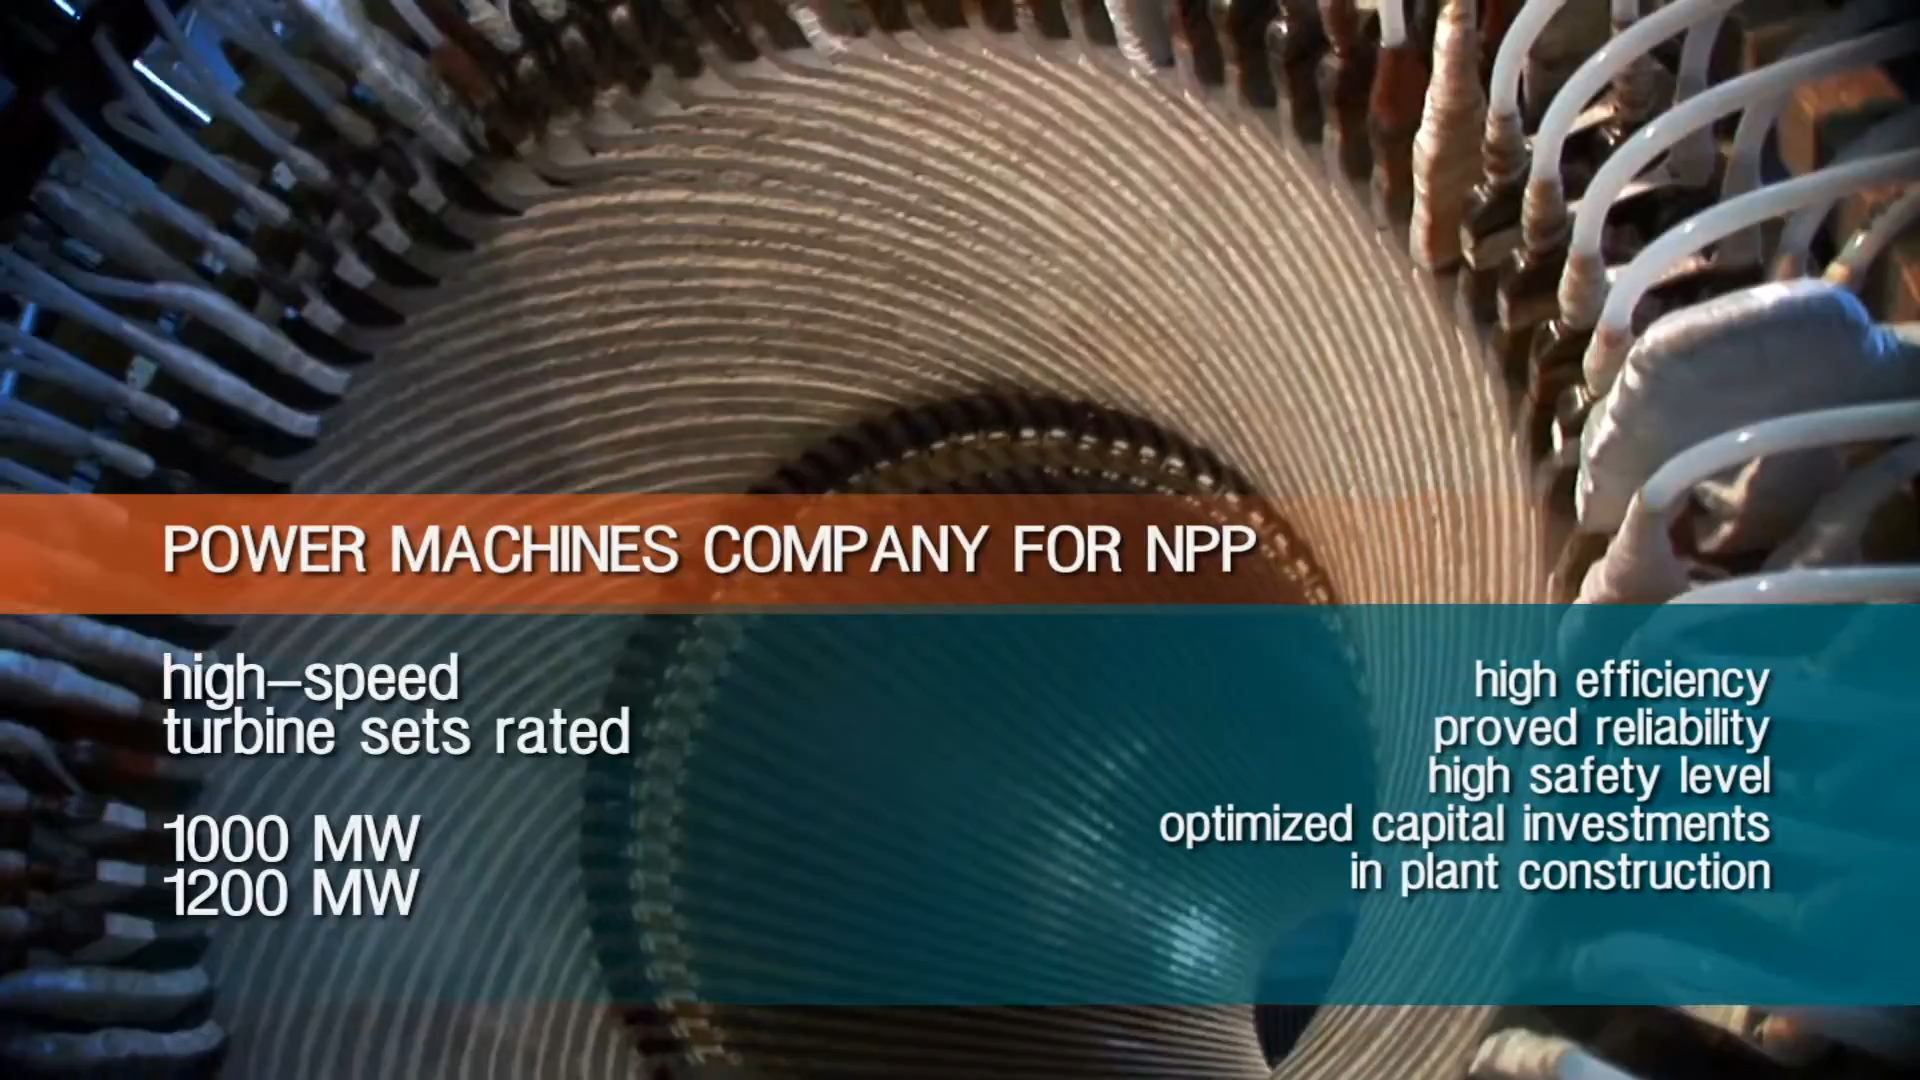 POWER MACHINES COMPANY FOR NPP
high-speed
turbine sets rated
1000 MW
1200 MW
high efficiency
proved reliability
high safety level
optimized capital investments
in plant construction